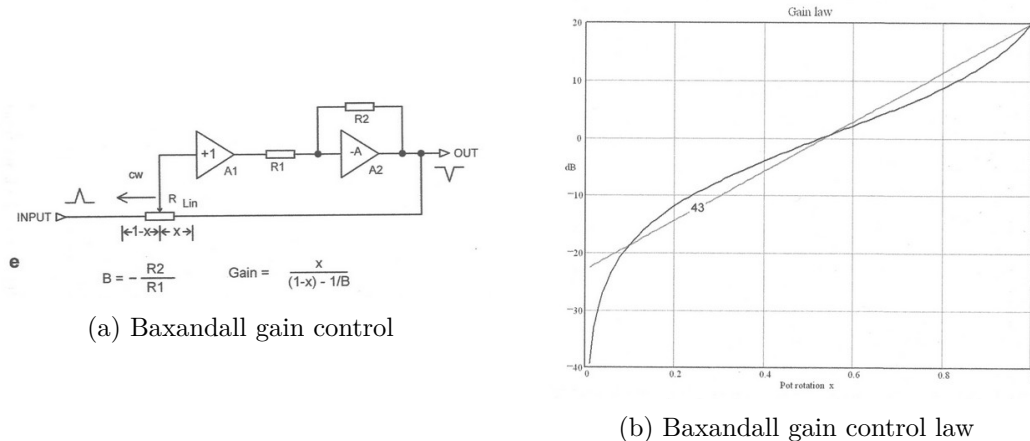 +1
A1
R1
R2
-A
A2
OUT
cw
R
Lin
INPUT
1-x
x
e
B = - R2
R1
Gain = x
(1-x) - 1/B
(a) Baxandall gain control
Gain law
20
10
0
dB
−10
43
−20
−30
−40
0
0.2
0.4
0.6
0.8
Pot rotation x
(b) Baxandall gain control law